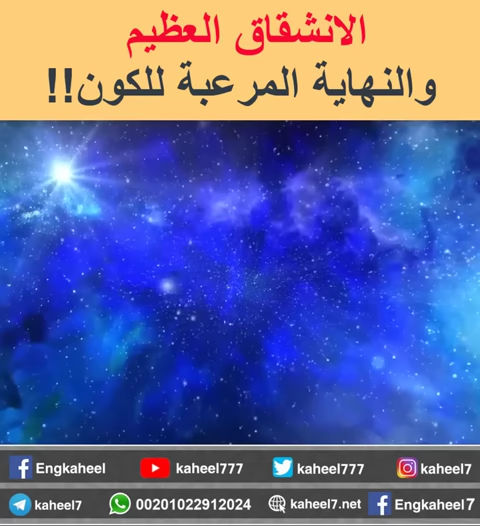 الانشقاق العظيم
والنهاية المرعبة للكون!!
Engkaheel kaheel777 kaheel777 kaheel7
kaheel7 00201022912024 kaheel7.net Engkaheel7